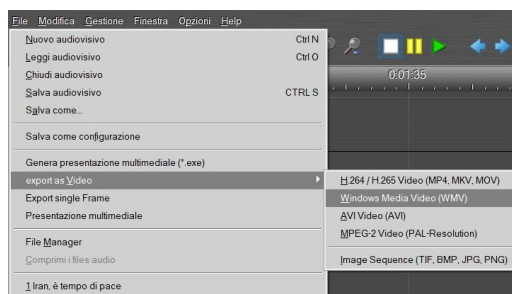 File Modifica Gestione Finestra Opzioni Help
Nuovo audiovisivo Ctrl N
Leggi audiovisivo Ctrl O
Chiudi audiovisivo
Salva audiovisivo CTRL S
Salva come...
0:01:35
Salva come configurazione
Genera presentazione multimediale (*.exe)
export as Video
Export single Frame
Presentazione multimediale
File Manager
Comprimi i files audio
1 Iran, è tempo di pace
H.264 / H.265 Video (MP4, MKV, MOV)
Windows Media Video (WMV)
AVI Video (AVI)
MPEG-2 Video (PAL-Resolution)
Image Sequence (TIF, BMP, JPG, PNG)